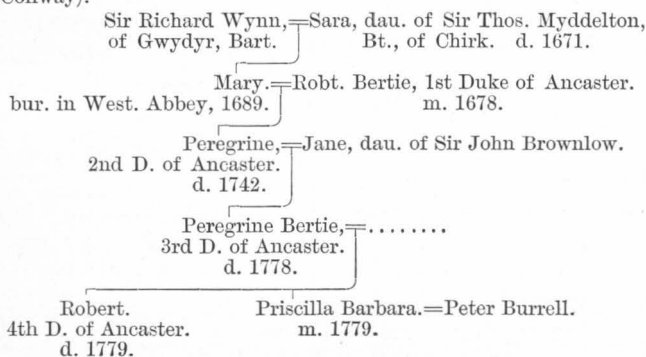 Conway).
Sir Richard Wynn,=Sara, dau. of Sir Thos. Myddelton,
of Gwydyr, Bart. Bt., of Chirk. d. 1671.
Mary.=Robt. Bertie, 1st Duke of Ancaster.
bur. in West. Abbey, 1689. m. 1678.
Peregrine,=Jane, dau. of Sir John Brownlow.
2nd D. of Ancaster.
d. 1742.
Peregrine Bertie,=........
3rd D. of Ancaster.
d. 1778.
Robert. Priscilla Barbara.=Peter Burrell.
4th D. of Ancaster. m. 1779.
d. 1779.